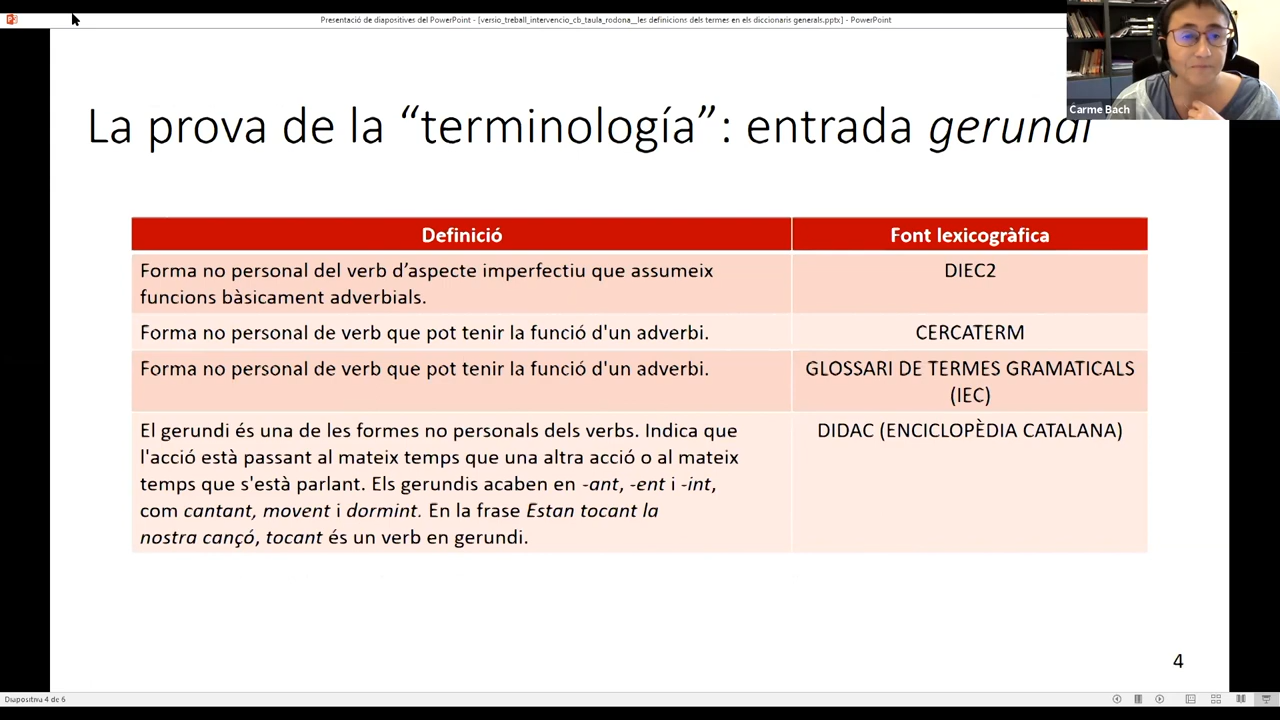 Presentació de diapositives del PowerPoint - [versio_treball_intervencio_cb_taula_rodona__les definicions dels termes en els diccionaris generals.pptx] - PowerPoint
Carme Bach
La prova de la “terminología”: entrada gerundi
Definició
Font lexicogràfica
Forma no personal del verb d’aspecte imperfectiu que assumeix
funcions bàsicament adverbials.
DIEC2
Forma no personal de verb que pot tenir la funció d'un adverbi.
CERCATERM
Forma no personal de verb que pot tenir la funció d'un adverbi.
GLOSSARI DE TERMES GRAMATICALS
(IEC)
El gerundi és una de les formes no personals dels verbs. Indica que
l'acció està passant al mateix temps que una altra acció o al mateix
temps que s'està parlant. Els gerundis acaben en -ant, -ent i -int,
com cantant, movent i dormint. En la frase Estan tocant la
nostra cançó, tocant és un verb en gerundi.
DIDAC (ENCICLOPÈDIA CATALANA)
4
Diapositiva 4 de 6